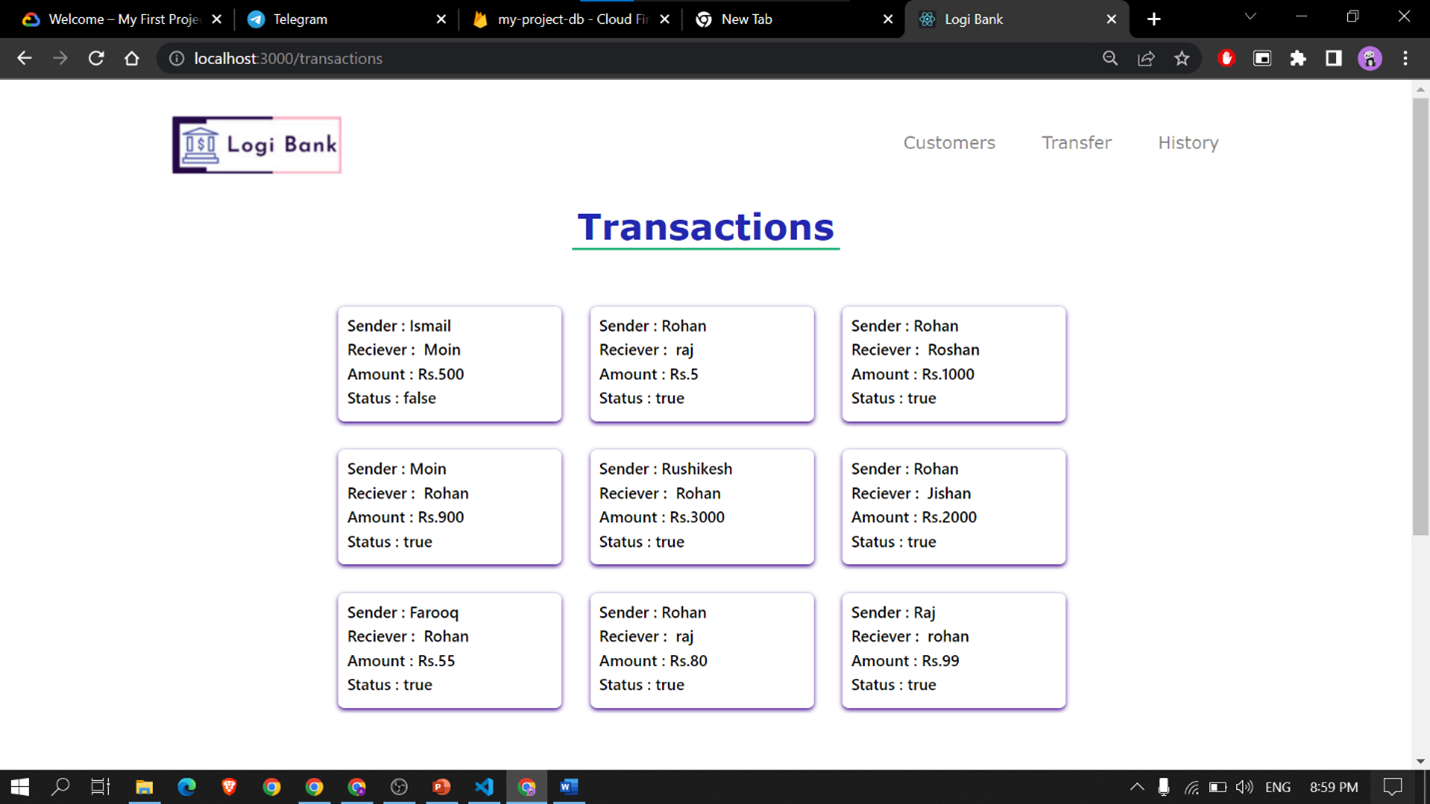 Welcome – My First Proje
Telegram
my-project-db - Cloud Fi
New Tab
Logi Bank
localhost:3000/transactions
Logi Bank
Customers
Transfer
History
Transactions
Sender : Ismail
Reciever : Moin
Amount : Rs.500
Status : false
Sender : Rohan
Reciever : raj
Amount : Rs.5
Status : true
Sender : Rohan
Reciever : Roshan
Amount : Rs.1000
Status : true
Sender : Moin
Reciever : Rohan
Amount : Rs.900
Status : true
Sender : Rushikesh
Reciever : Rohan
Amount : Rs.3000
Status : true
Sender : Rohan
Reciever : Jishan
Amount : Rs.2000
Status : true
Sender : Farooq
Reciever : Rohan
Amount : Rs.55
Status : true
Sender : Rohan
Reciever : raj
Amount : Rs.80
Status : true
Sender : Raj
Reciever : rohan
Amount : Rs.99
Status : true
ENG
8:59 PM